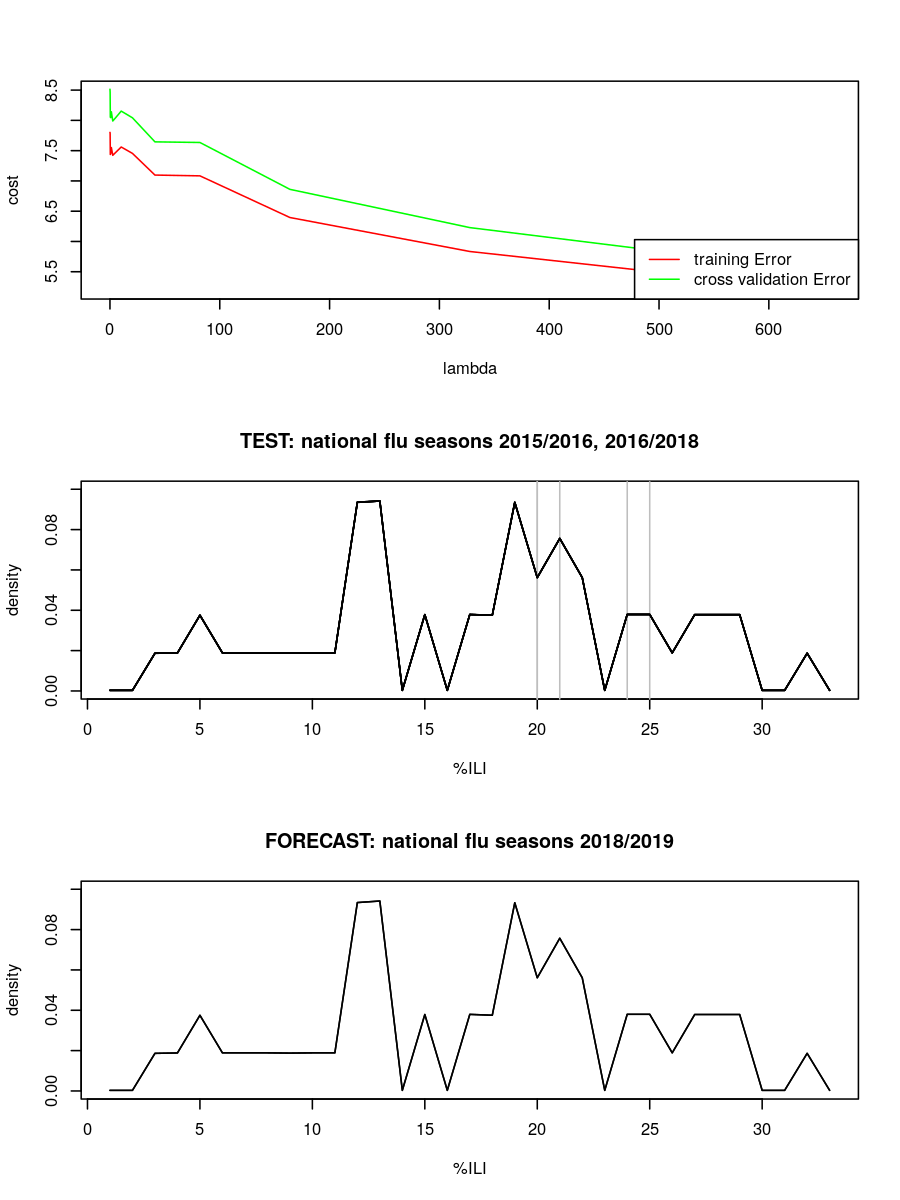 8.5
7.5
6.5
5.5
cost
training Error
cross validation Error
0 100 200 300 400 500 600
lambda
TEST: national flu seasons 2015/2016, 2016/2018
0.08
0.04
0.00
density
0 5 10 15 20 25 30
%ILI
FORECAST: national flu seasons 2018/2019
0.08
0.04
0.00
density
0 5 10 15 20 25 30
%ILI